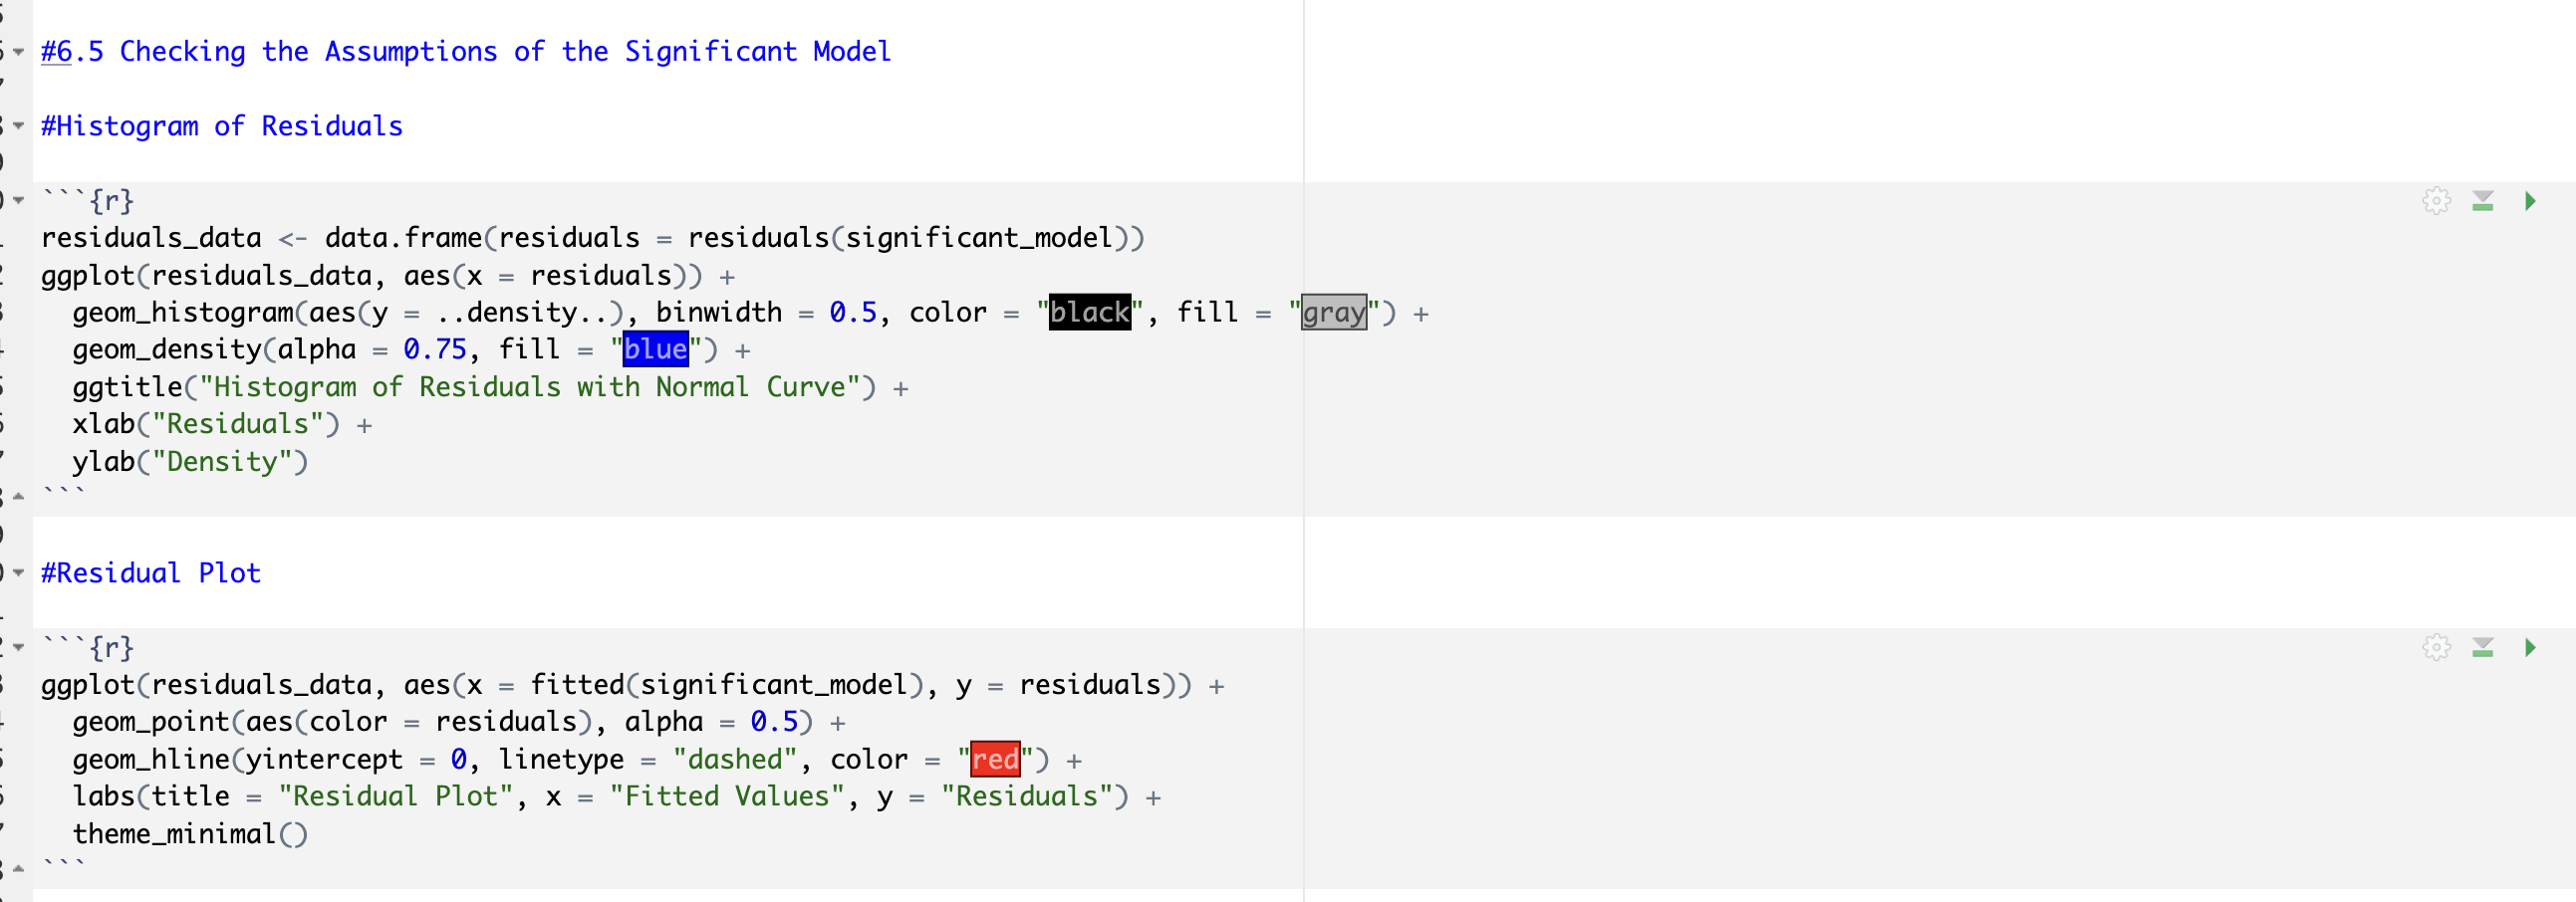 #6.5 Checking the Assumptions of the Significant Model
#Histogram of Residuals
```{r}
residuals_data <- data.frame(residuals = residuals(significant_model))
ggplot(residuals_data, aes(x = residuals)) +
  geom_histogram(aes(y = ..density..), binwidth = 0.5, color = "black", fill = "gray") +
  geom_density(alpha = 0.75, fill = "blue") +
  ggtitle("Histogram of Residuals with Normal Curve") +
  xlab("Residuals") +
  ylab("Density")
```
#Residual Plot
```{r}
ggplot(residuals_data, aes(x = fitted(significant_model), y = residuals)) +
  geom_point(aes(color = residuals), alpha = 0.5) +
  geom_hline(yintercept = 0, linetype = "dashed", color = "red") +
  labs(title = "Residual Plot", x = "Fitted Values", y = "Residuals") +
  theme_minimal()
```